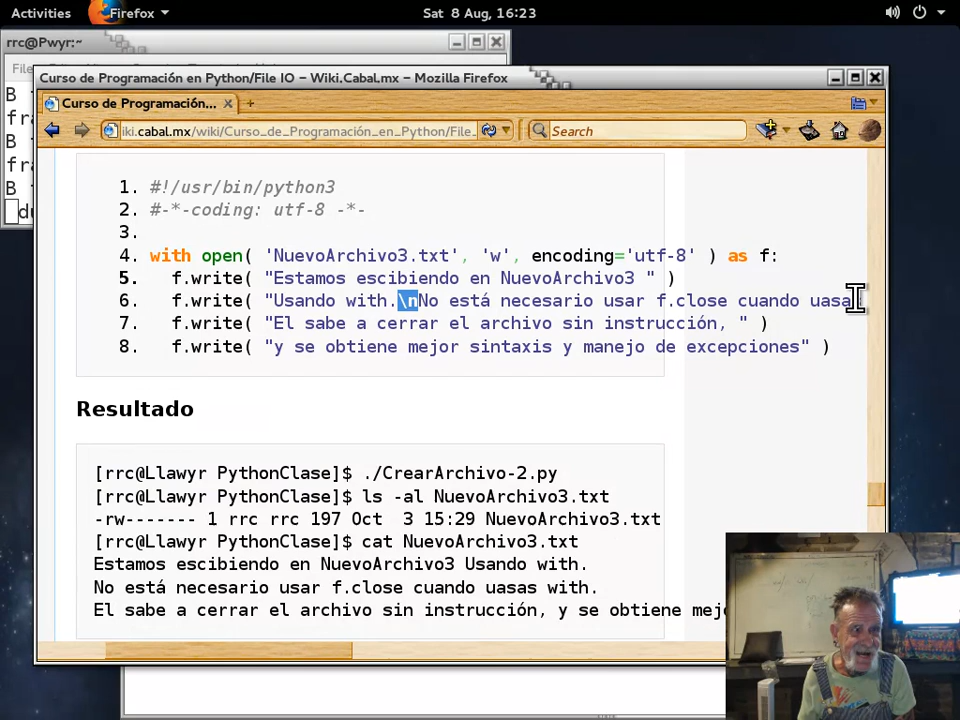 Activities Firefox Sat 8 Aug, 16:23
rrc@Pwyr:~
File
B
fra
B
fra
B
du
Curso de Programación en Python/File IO – Wiki.Cabal.mx – Mozilla Firefox
Curso de Programación...
iki.cabal.mx/wiki/Curso_de_Programación_en_Python/File_
Search
1. #!/usr/bin/python3
2. #-*-coding: utf-8 -*-
3.
4. with open( 'NuevoArchivo3.txt', 'w', encoding='utf-8' ) as f:
5. f.write( "Estamos escibiendo en NuevoArchivo3 " )
6. f.write( "Usando with.\nNo está necesario usar f.close cuando uasas
7. f.write( "El sabe a cerrar el archivo sin instrucción, " )
8. f.write( "y se obtiene mejor sintaxis y manejo de excepciones" )
Resultado
[rrc@Llawyr PythonClase]$ ./CrearArchivo-2.py
[rrc@Llawyr PythonClase]$ ls -al NuevoArchivo3.txt
-rw------- 1 rrc rrc 197 Oct 3 15:29 NuevoArchivo3.txt
[rrc@Llawyr PythonClase]$ cat NuevoArchivo3.txt
Estamos escibiendo en NuevoArchivo3 Usando with.
No está necesario usar f.close cuando uasas with.
El sabe a cerrar el archivo sin instrucción, y se obtiene mejo